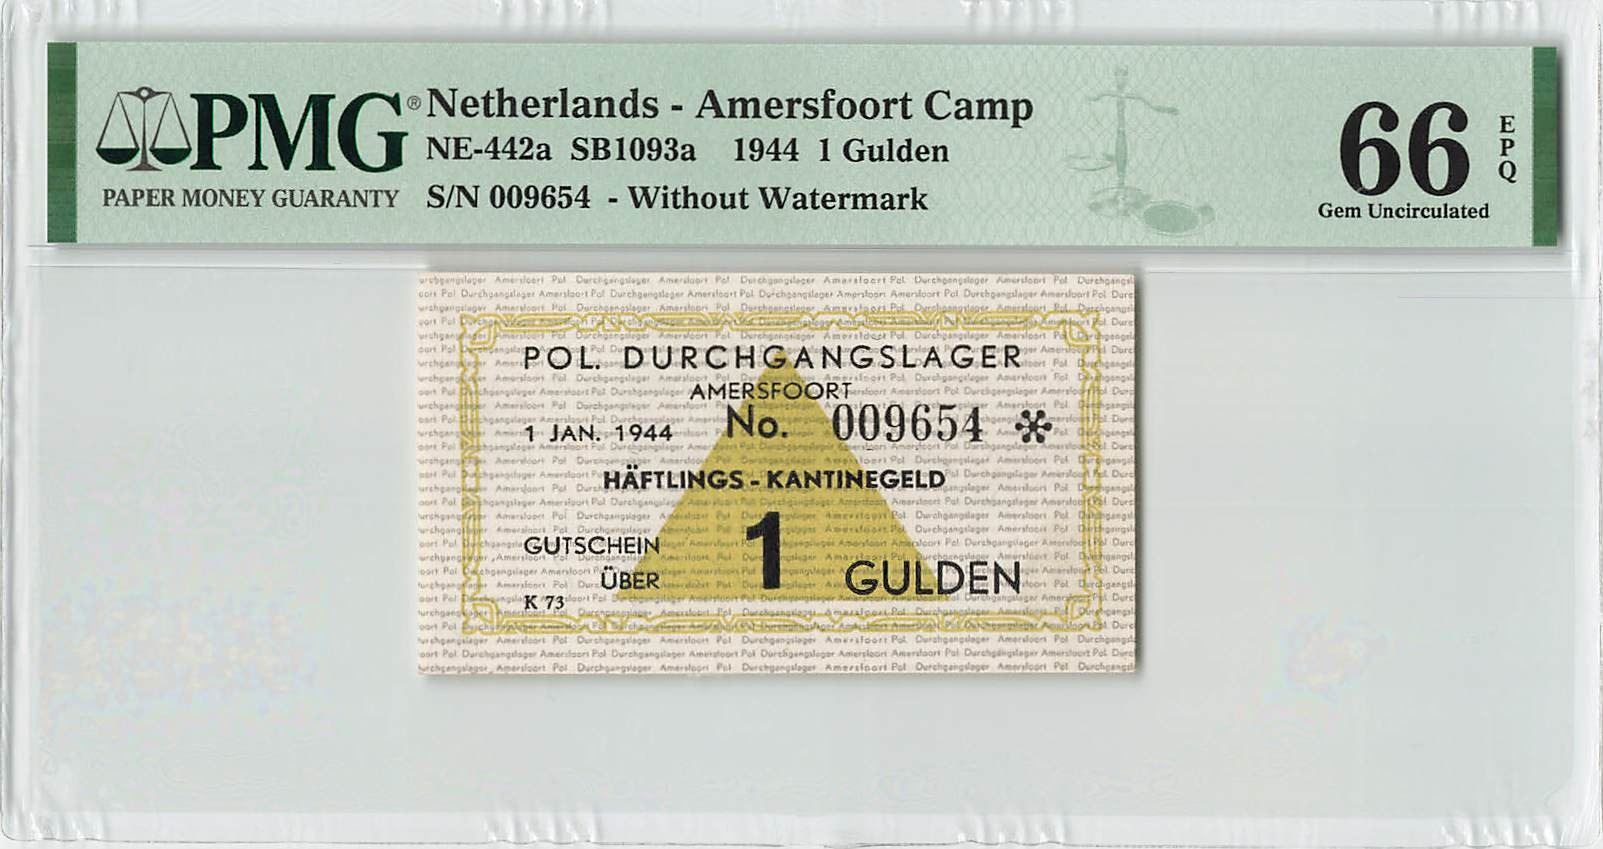 PMG®
PAPER MONEY GUARANTY
Netherlands - Amersfoort Camp
NE-442a SB1093a 1944 1 Gulden
S/N 009654 - Without Watermark
66
EPQ
Gem Uncirculated
POL. DURCHGANGSLAGER
AMERSFOORT
1 JAN. 1944 No. 009654 *
HÄFTLINGS - KANTINEGELD
GUTSCHEIN
ÜBER
1 GULDEN
K 73